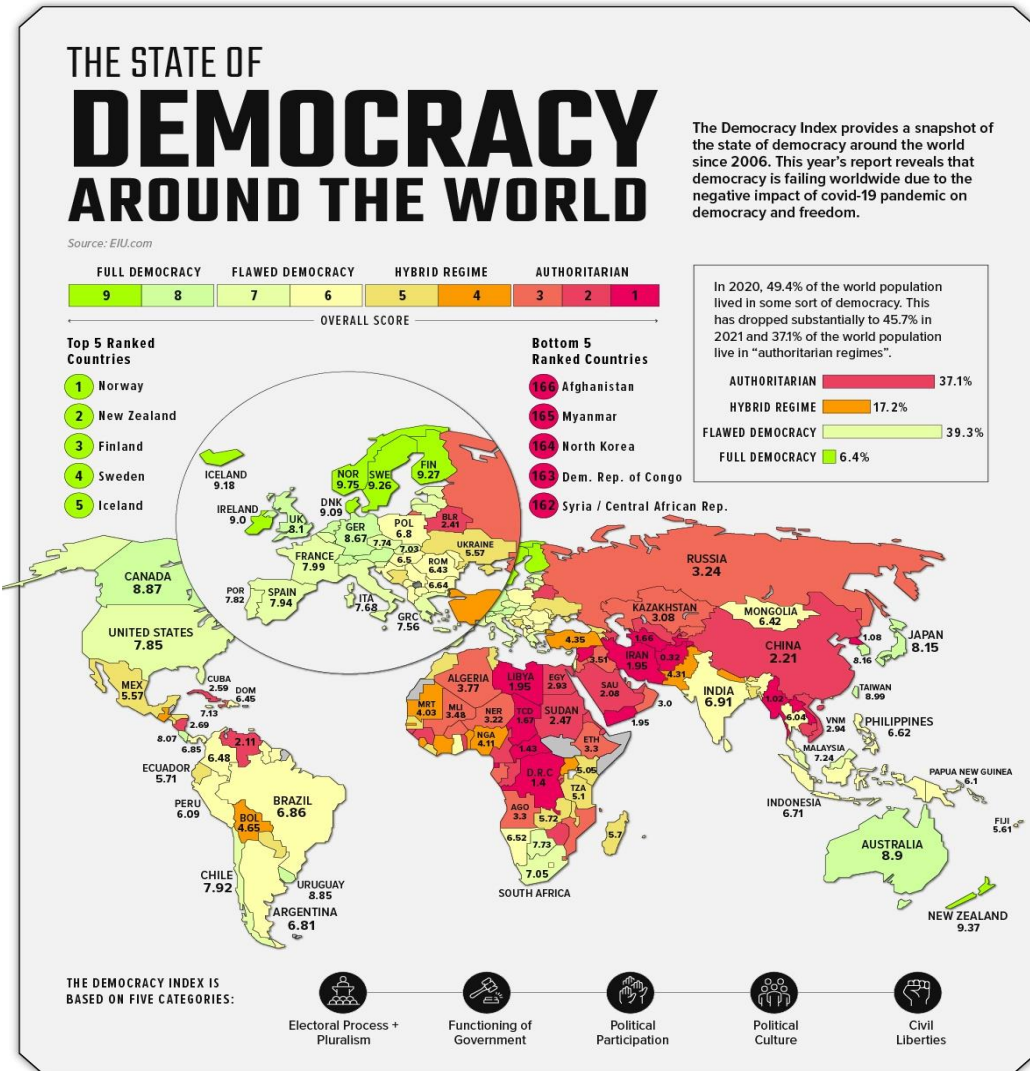 THE STATE OF
DEMOCRACY
AROUND THE WORLD
Source: EIU.com
The Democracy Index provides a snapshot of
the state of democracy around the world
since 2006. This year's report reveals that
democracy is failing worldwide due to the
negative impact of covid-19 pandemic on
democracy and freedom.
FULL DEMOCRACY FLAWED DEMOCRACY HYBRID REGIME AUTHORITARIAN
9 8 7 6 5 4 3 2 1
OVERALL SCORE
In 2020, 49.4% of the world population
lived in some sort of democracy. This
has dropped substantially to 45.7% in
2021 and 37.1% of the world population
live in “authoritarian regimes”.
AUTHORITARIAN 37.1%
HYBRID REGIME 17.2%
FLAWED DEMOCRACY 39.3%
FULL DEMOCRACY 6.4%
Top 5 Ranked
Countries
1 Norway
2 New Zealand
3 Finland
4 Sweden
5 Iceland
Bottom 5
Ranked Countries
166 Afghanistan
165 Myanmar
164 North Korea
163 Dem. Rep. of Congo
162 Syria / Central African Rep.
ICELAND
9.18
NOR
9.75
SWE
9.26
FIN
9.27
IRELAND
9.0
UK
8.1
DNK
9.09
GER
8.67
POL
6.8
BLR
2.41
7.74
7.03
6.5
UKRAINE
5.57
FRANCE
7.99
ROM
6.43
6.64
POR
7.82
SPAIN
7.94
ITA
7.68
GRC
7.56
CANADA
8.87
UNITED STATES
7.85
MEX
5.57
CUBA
2.59
DOM
6.45
7.13
2.69
8.07
6.85
6.48
2.11
ECUADOR
5.71
PERU
6.09
BRAZIL
6.86
BOL
4.65
CHILE
7.92
URUGUAY
8.85
ARGENTINA
6.81
RUSSIA
3.24
KAZAKHSTAN
3.08
MONGOLIA
6.42
CHINA
2.21
1.08
8.16
JAPAN
8.15
4.35
1.66
3.51
IRAN
1.95
0.32
4.31
SAU
2.08
3.0
1.95
INDIA
6.91
1.02
6.04
VNM
2.94
TAIWAN
8.99
PHILIPPINES
6.62
MALAYSIA
7.24
INDONESIA
6.71
PAPUA NEW GUINEA
6.1
FIJI
5.61
AUSTRALIA
8.9
NEW ZEALAND
9.37
ALGERIA
3.77
LIBYA
1.95
EGY
2.93
MRT
4.03
MLI
3.48
NER
3.22
TCD
1.67
SUDAN
2.47
NGA
4.11
1.43
ETH
3.3
D.R.C
1.4
5.05
TZA
5.1
AGO
3.3
5.72
5.7
6.52
7.73
7.05
SOUTH AFRICA
THE DEMOCRACY INDEX IS
BASED ON FIVE CATEGORIES:
Electoral Process +
Pluralism
Functioning of
Government
Political
Participation
Political
Culture
Civil
Liberties